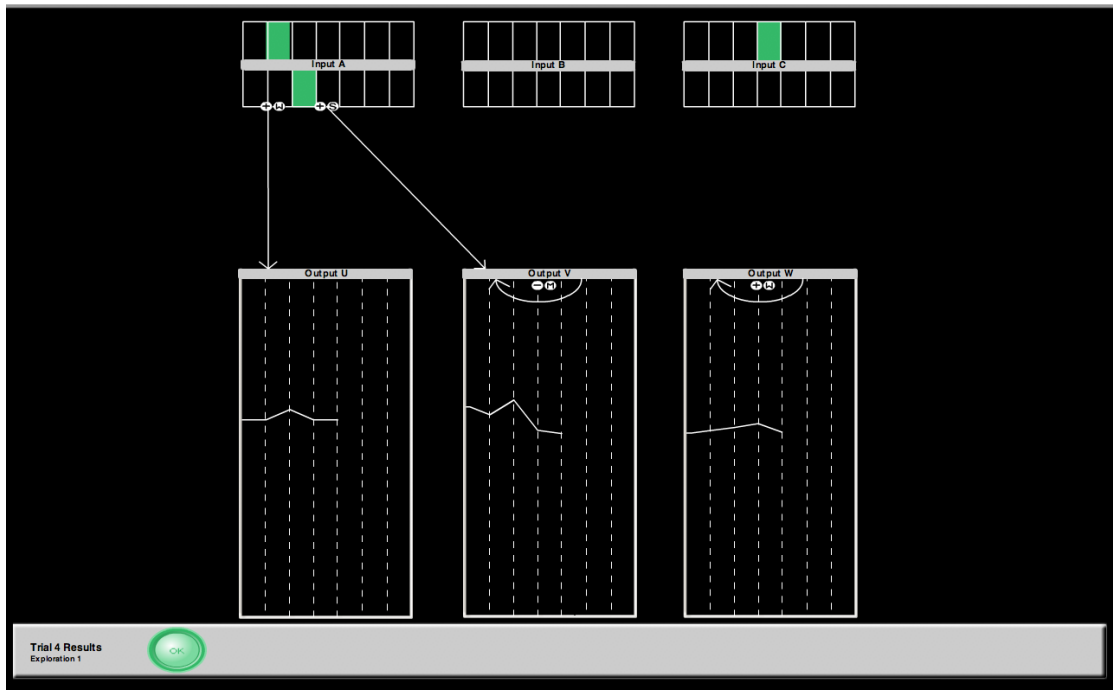 Input A
Input B
Input C
+ W
+ S
Output U
Output V
Output W
− M
+ W
Trial 4 Results
OK
Exploration 1